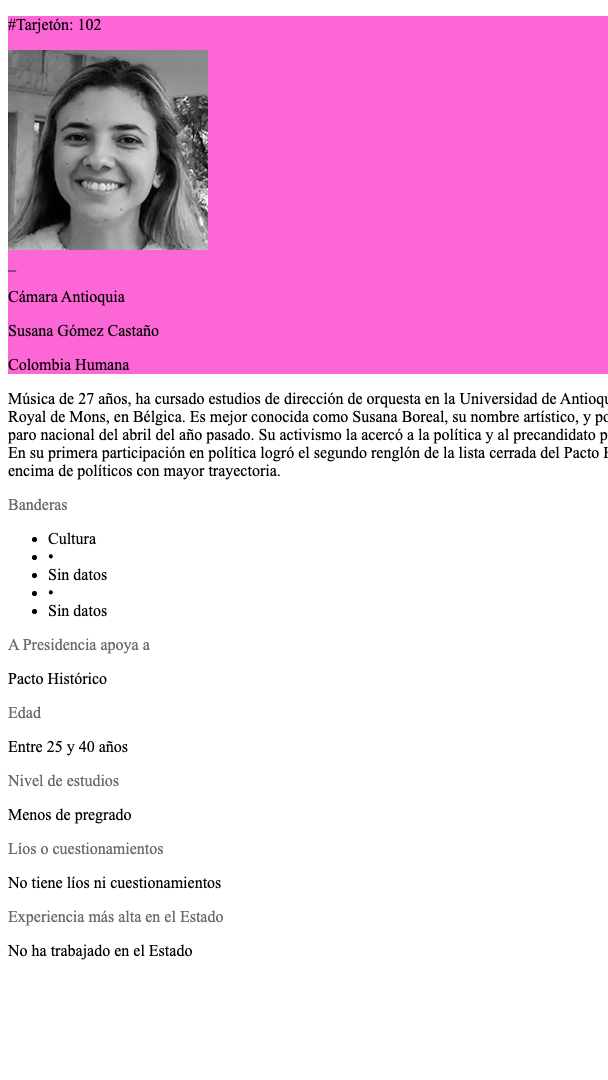 #Tarjetón: 102
_
Cámara Antioquia
Susana Gómez Castaño
Colombia Humana
Música de 27 años, ha cursado estudios de dirección de orquesta en la Universidad de
Royal de Mons, en Bélgica. Es mejor conocida como Susana Boreal, su nombre artístico, y
paro nacional del abril del año pasado. Su activismo la acercó a la política y al precandidato
En su primera participación en política logró el segundo renglón de la lista cerrada del Pacto
encima de políticos con mayor trayectoria.
Banderas
• Cultura
• •
• Sin datos
• •
• Sin datos
A Presidencia apoya a
Pacto Histórico
Edad
Entre 25 y 40 años
Nivel de estudios
Menos de pregrado
Líos o cuestionamientos
No tiene líos ni cuestionamientos
Experiencia más alta en el Estado
No ha trabajado en el Estado